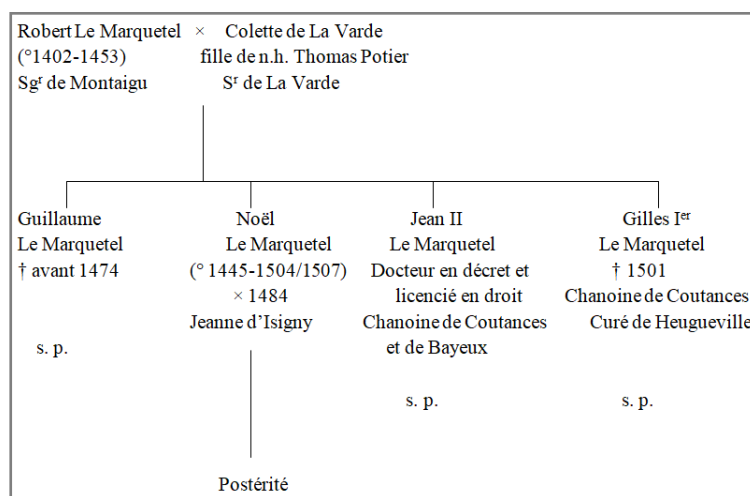 Robert Le Marquetel × Colette de La Varde
(°1402-1453) fille de n.h. Thomas Potier
Sgʳ de Montaigu Sʳ de La Varde
Guillaume
Le Marquetel
† avant 1474
s. p.
Noël
Le Marquetel
(° 1445-1504/1507)
× 1484
Jeanne d’Isigny
Postérité
Jean II
Le Marquetel
Docteur en décret et
licencié en droit
Chanoine de Coutances
et de Bayeux
s. p.
Gilles Iᵉʳ
Le Marquetel
† 1501
Chanoine de Coutances
Curé de Heugueville
s. p.